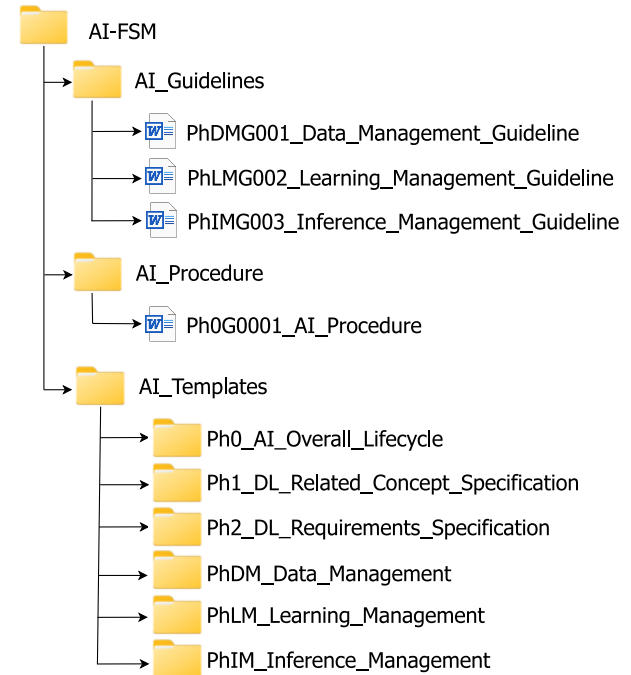 AI-FSM
AI_Guidelines
W PhDMG001_Data_Management_Guideline
W PhLMG002_Learning_Management_Guideline
W PhIMG003_Inference_Management_Guideline
AI_Procedure
W Ph0G0001_AI_Procedure
AI_Templates
Ph0_AI_Overall_Lifecycle
Ph1_DL_Related_Concept_Specification
Ph2_DL_Requirements_Specification
PhDM_Data_Management
PhLM_Learning_Management
PhIM_Inference_Management